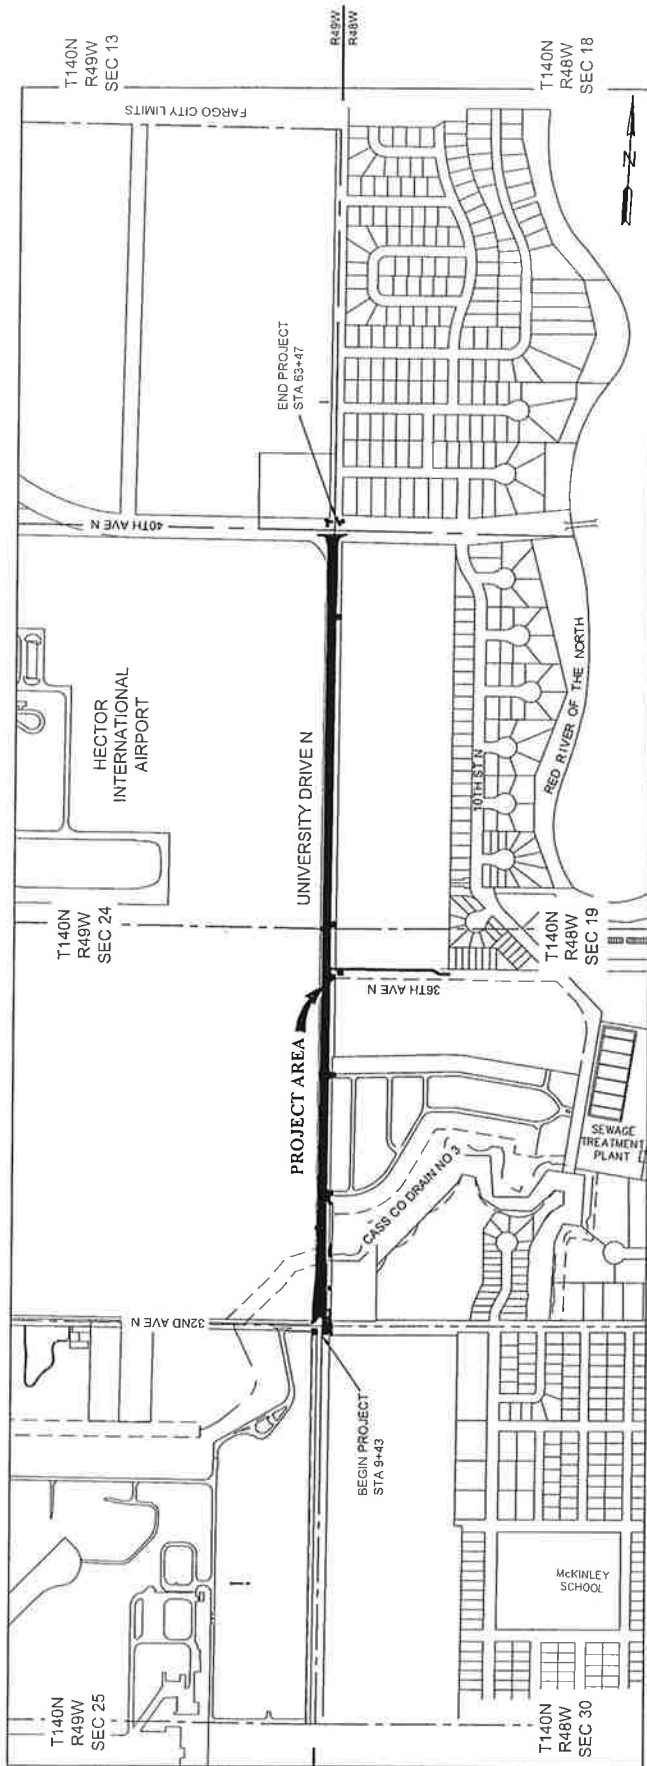 R49W
R48W
T140N
R49W
SEC 13
T140N
R48W
SEC 18
FARGO CITY LIMITS
N
END PROJECT
STA 63+47
40TH AVE N
HECTOR
INTERNATIONAL
AIRPORT
UNIVERSITY DRIVE N
10TH ST N
RED RIVER OF THE NORTH
T140N
R49W
SEC 24
T140N
R48W
SEC 19
36TH AVE N
PROJECT AREA
SEWAGE
TREATMENT
PLANT
CASS CO DRAIN NO 3
32ND AVE N
BEGIN PROJECT
STA 9+43
McKINLEY
SCHOOL
T140N
R49W
SEC 25
T140N
R48W
SEC 30